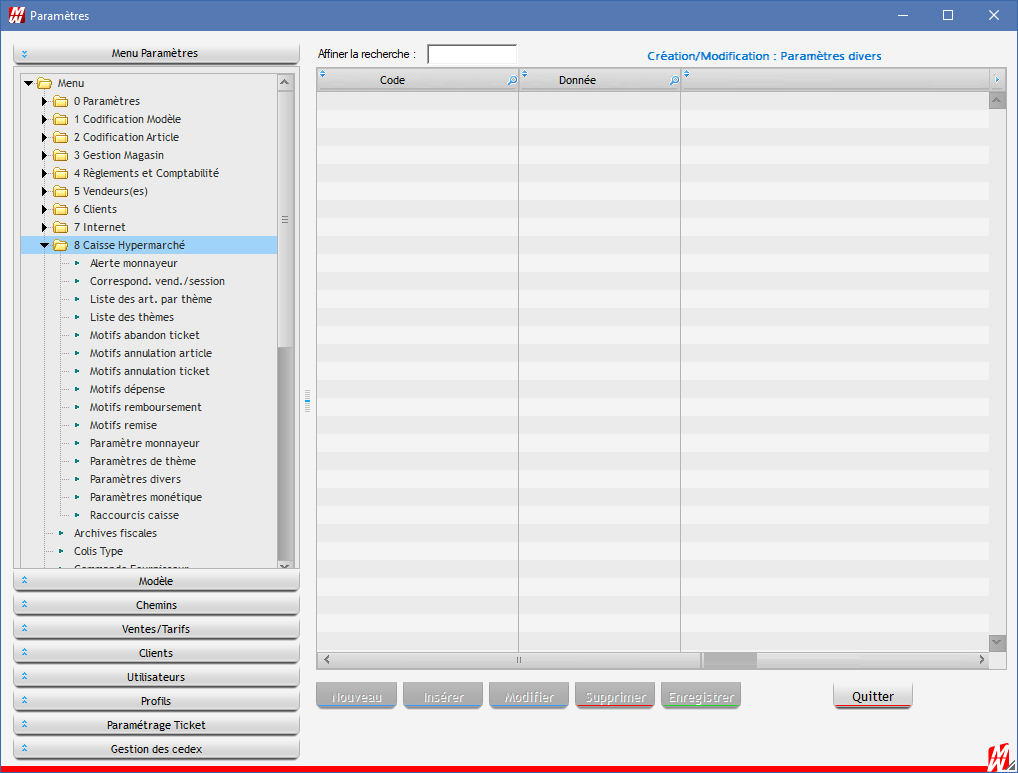 Paramètres
Menu Paramètres
Affiner la recherche :
Création/Modification : Paramètres divers
Code
Donnée
Menu
0 Paramètres
1 Codification Modèle
2 Codification Article
3 Gestion Magasin
4 Règlements et Comptabilité
5 Vendeurs(es)
6 Clients
7 Internet
8 Caisse Hypermarché
Alerte monnayeur
Correspond. vend./session
Liste des art. par thème
Liste des thèmes
Motifs abandon ticket
Motifs annulation article
Motifs annulation ticket
Motifs dépense
Motifs remboursement
Motifs remise
Paramètre monnayeur
Paramètres de thème
Paramètres divers
Paramètres monétique
Raccourcis caisse
Archives fiscales
Colis Type
Commande Fournisseur
Modèle
Chemins
Ventes/Tarifs
Clients
Utilisateurs
Profils
Paramétrage Ticket
Gestion des cedex
Nouveau
Insérer
Modifier
Supprimer
Enregistrer
Quitter